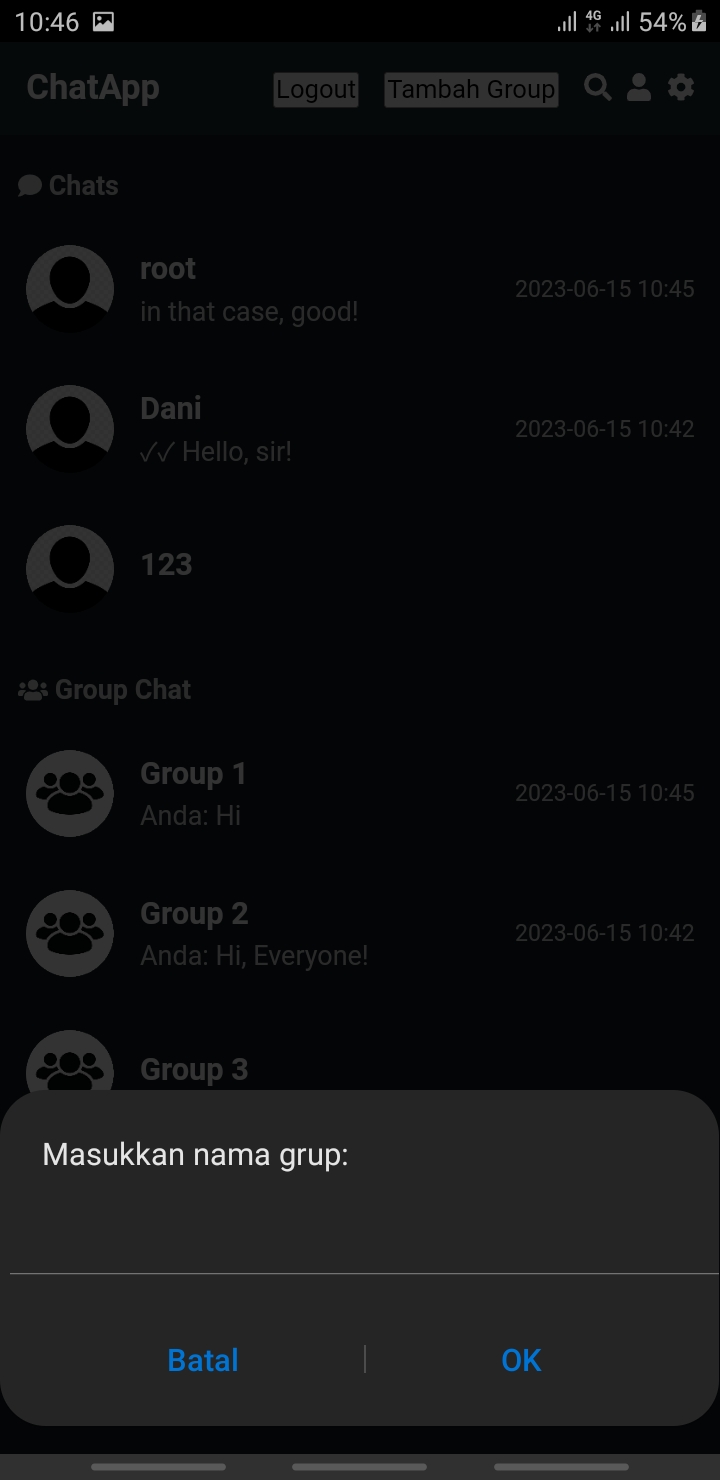 10:46 4G 54%
ChatApp Logout Tambah Group
Chats
root
in that case, good!
2023-06-15 10:45
Dani
✓✓ Hello, sir!
2023-06-15 10:42
123
Group Chat
Group 1
Anda: Hi
2023-06-15 10:45
Group 2
Anda: Hi, Everyone!
2023-06-15 10:42
Group 3
Masukkan nama grup:
Batal OK